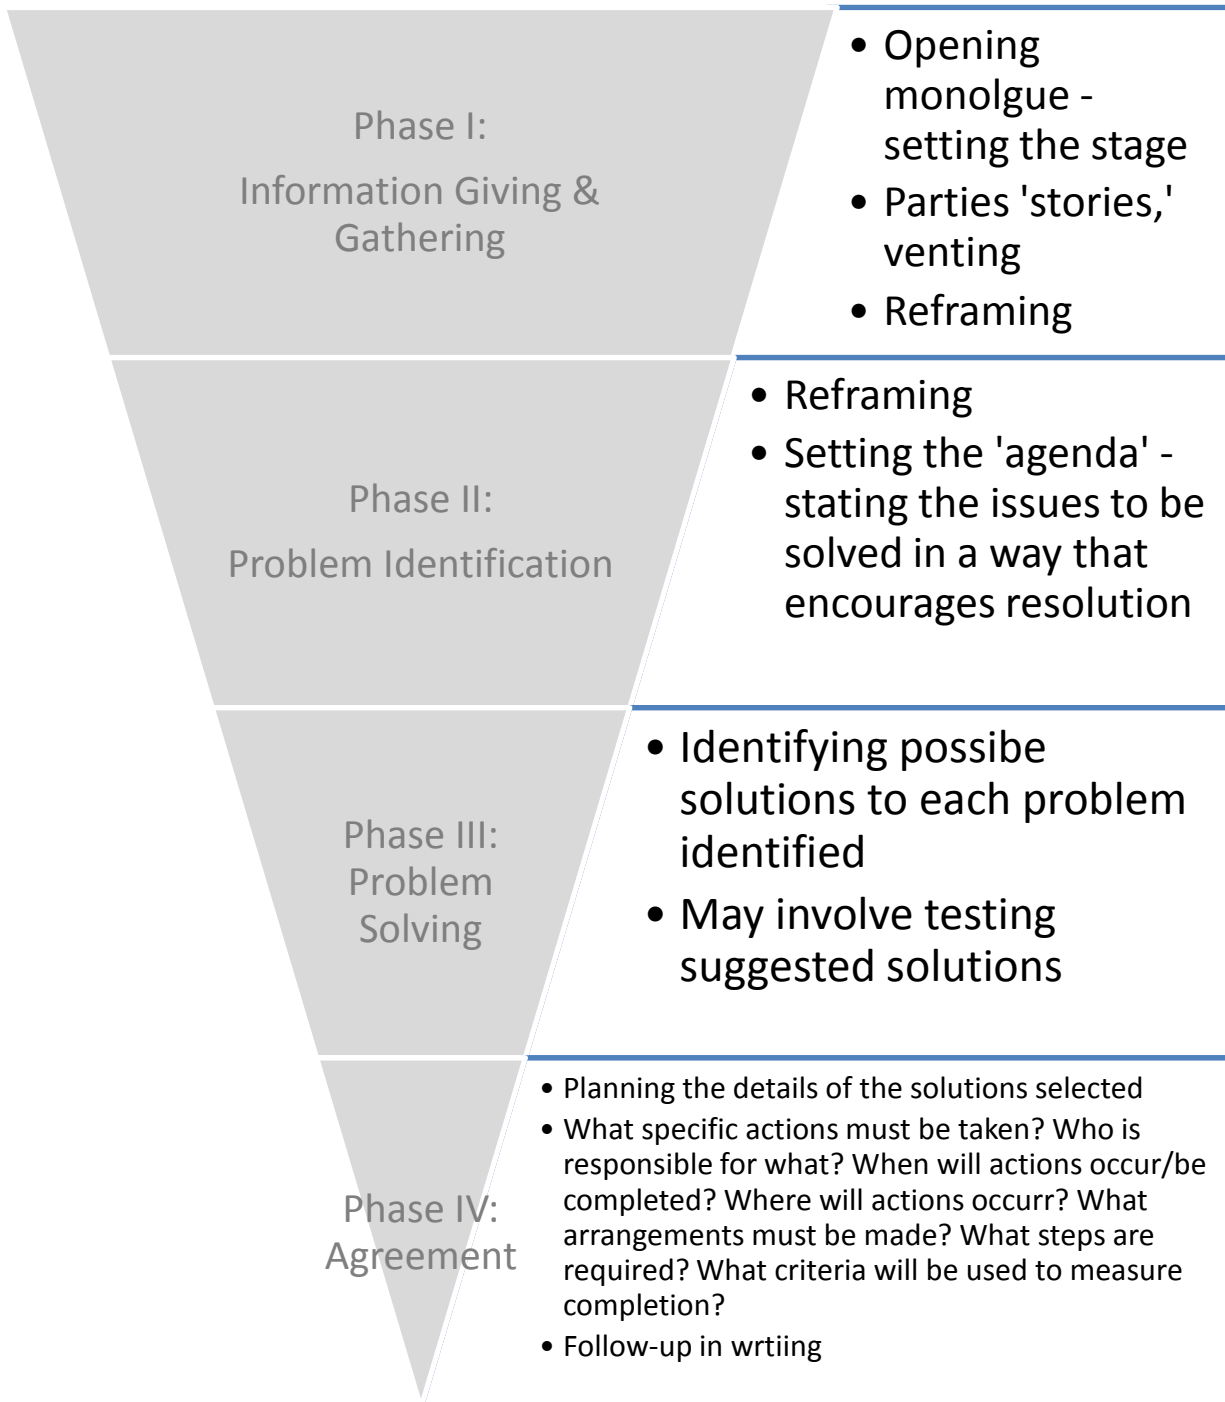 Phase I:
Information Giving &
Gathering
• Opening
monolgue -
setting the stage
• Parties 'stories,'
venting
• Reframing
Phase II:
Problem Identification
• Reframing
• Setting the 'agenda' -
stating the issues to be
solved in a way that
encourages resolution
Phase III:
Problem
Solving
• Identifying possibe
solutions to each problem
identified
• May involve testing
suggested solutions
Phase IV:
Agreement
• Planning the details of the solutions selected
• What specific actions must be taken? Who is
responsible for what? When will actions occur/be
completed? Where will actions occurr? What
arrangements must be made? What steps are
required? What criteria will be used to measure
completion?
• Follow-up in wrtiing